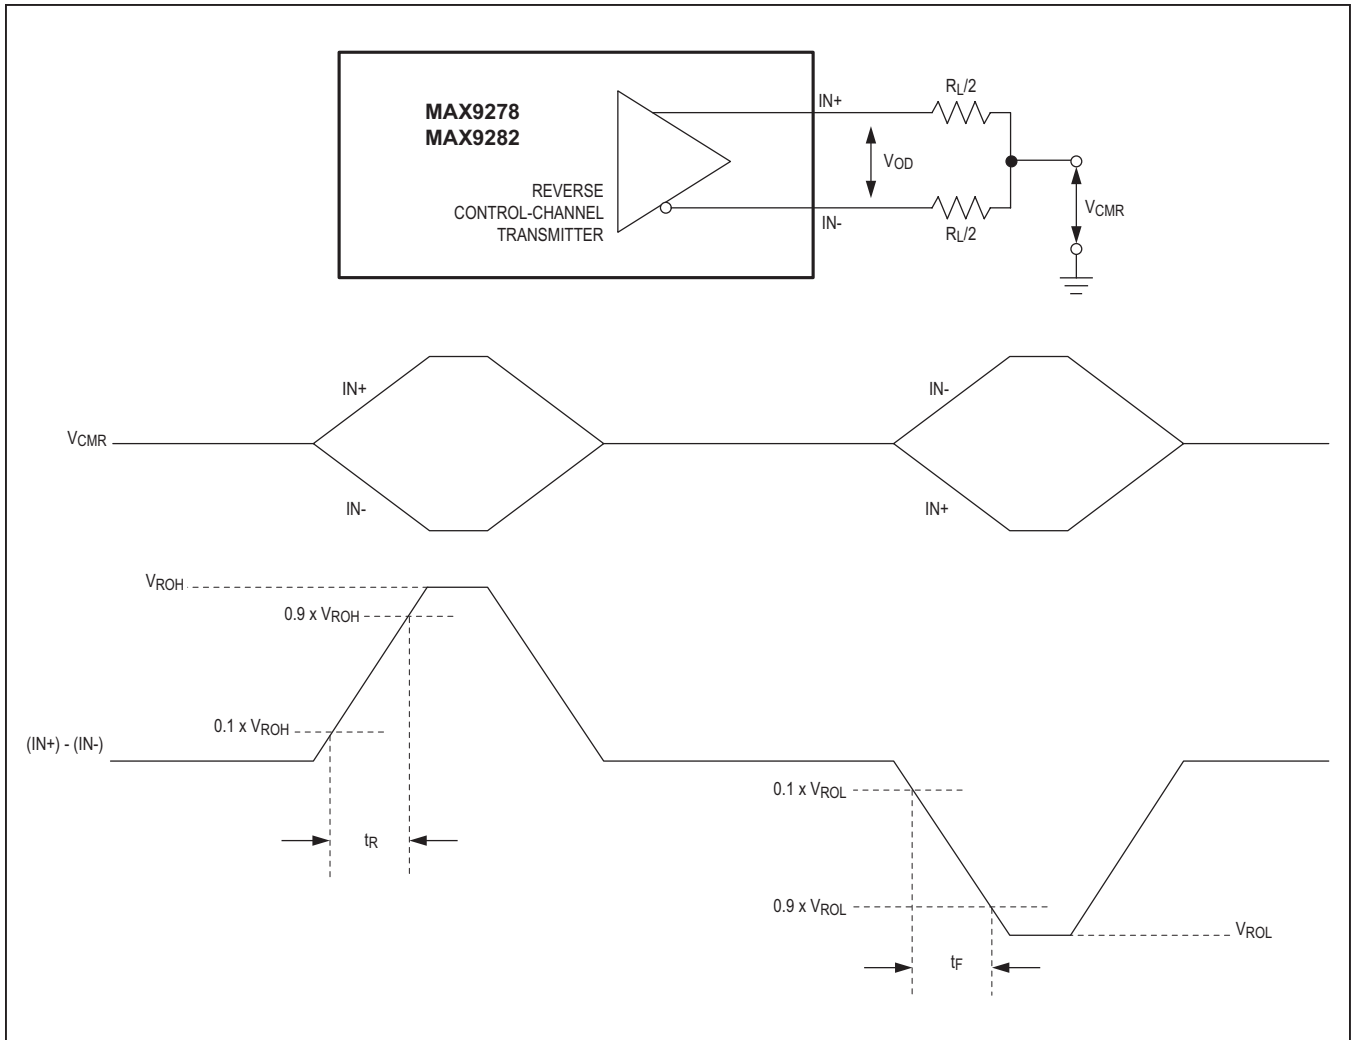 MAX9278
MAX9282
REVERSE
CONTROL-CHANNEL
TRANSMITTER
IN+
IN-
VOD
RL/2
RL/2
VCMR
VCMR
IN+
IN-
IN-
IN+
VROH
0.9 x VROH
0.1 x VROH
(IN+) - (IN-)
tR
0.1 x VROL
0.9 x VROL
VROL
tF